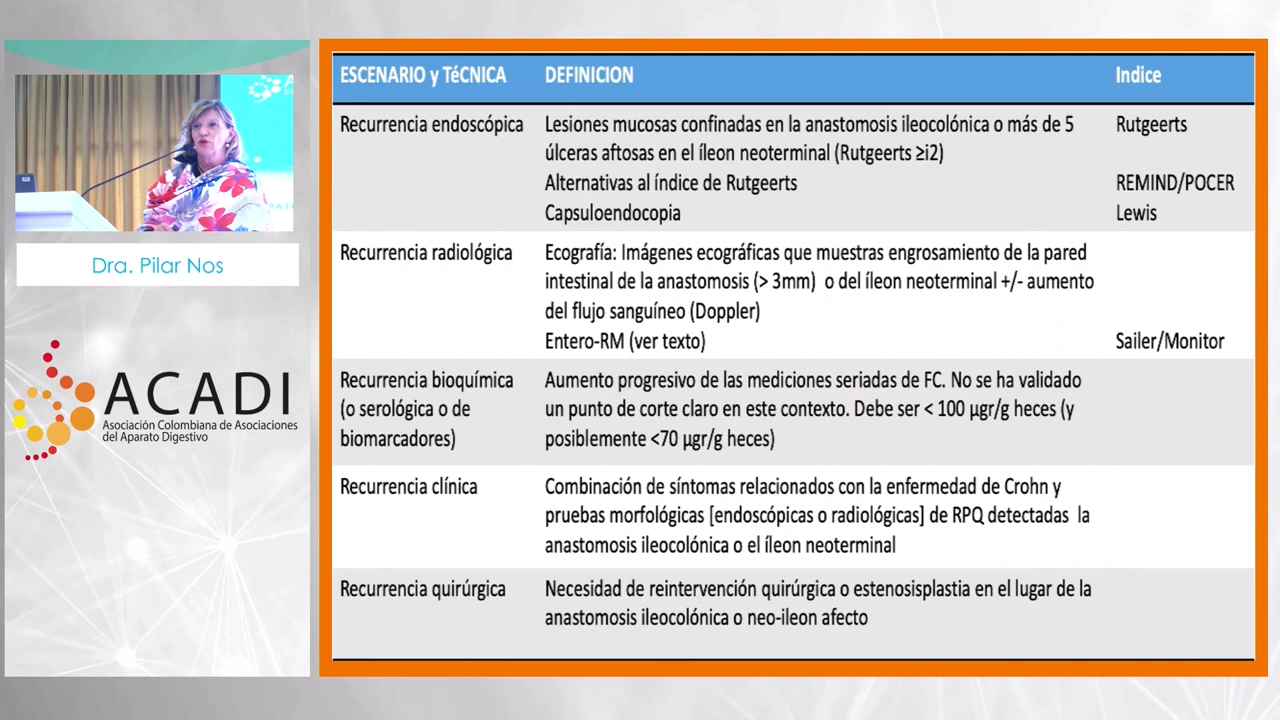 Dra. Pilar Nos
ACADI
Asociación Colombiana de Asociaciones
del Aparato Digestivo
ESCENARIO y TéCNICA DEFINICION Indice
Recurrencia endoscópica Lesiones mucosas confinadas en la anastomosis ileocolónica o más de 5 Rutgeerts
úlceras aftosas en el íleon neoterminal (Rutgeerts ≥i2)
Alternativas al índice de Rutgeerts REMIND/POCER
Capsuloendocopia Lewis
Recurrencia radiológica Ecografía: Imágenes ecográficas que muestras engrosamiento de la pared
intestinal de la anastomosis (> 3mm) o del íleon neoterminal +/- aumento
del flujo sanguíneo (Doppler)
Entero-RM (ver texto) Sailer/Monitor
Recurrencia bioquímica Aumento progresivo de las mediciones seriadas de FC. No se ha validado
(o serológica o de un punto de corte claro en este contexto. Debe ser < 100 µgr/g heces (y
biomarcadores) posiblemente <70 µgr/g heces)
Recurrencia clínica Combinación de síntomas relacionados con la enfermedad de Crohn y
pruebas morfológicas [endoscópicas o radiológicas] de RPQ detectadas la
anastomosis ileocolónica o el íleon neoterminal
Recurrencia quirúrgica Necesidad de reintervención quirúrgica o estenosisplastia en el lugar de la
anastomosis ileocolónica o neo-ileon afecto